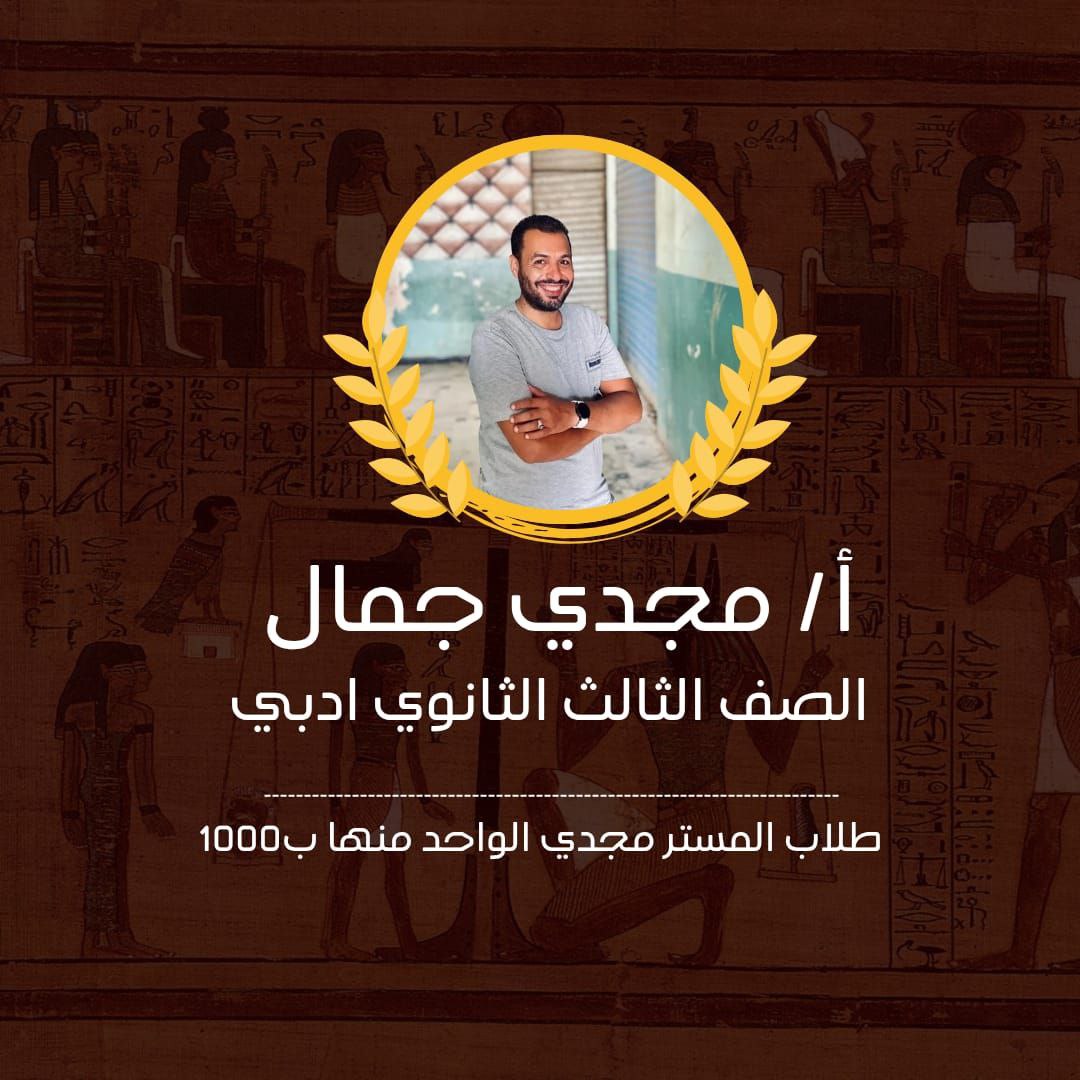 أ/ مجدي جمال
الصف الثالث الثانوي ادبي
طلاب المستر مجدي الواحد منها ب1000